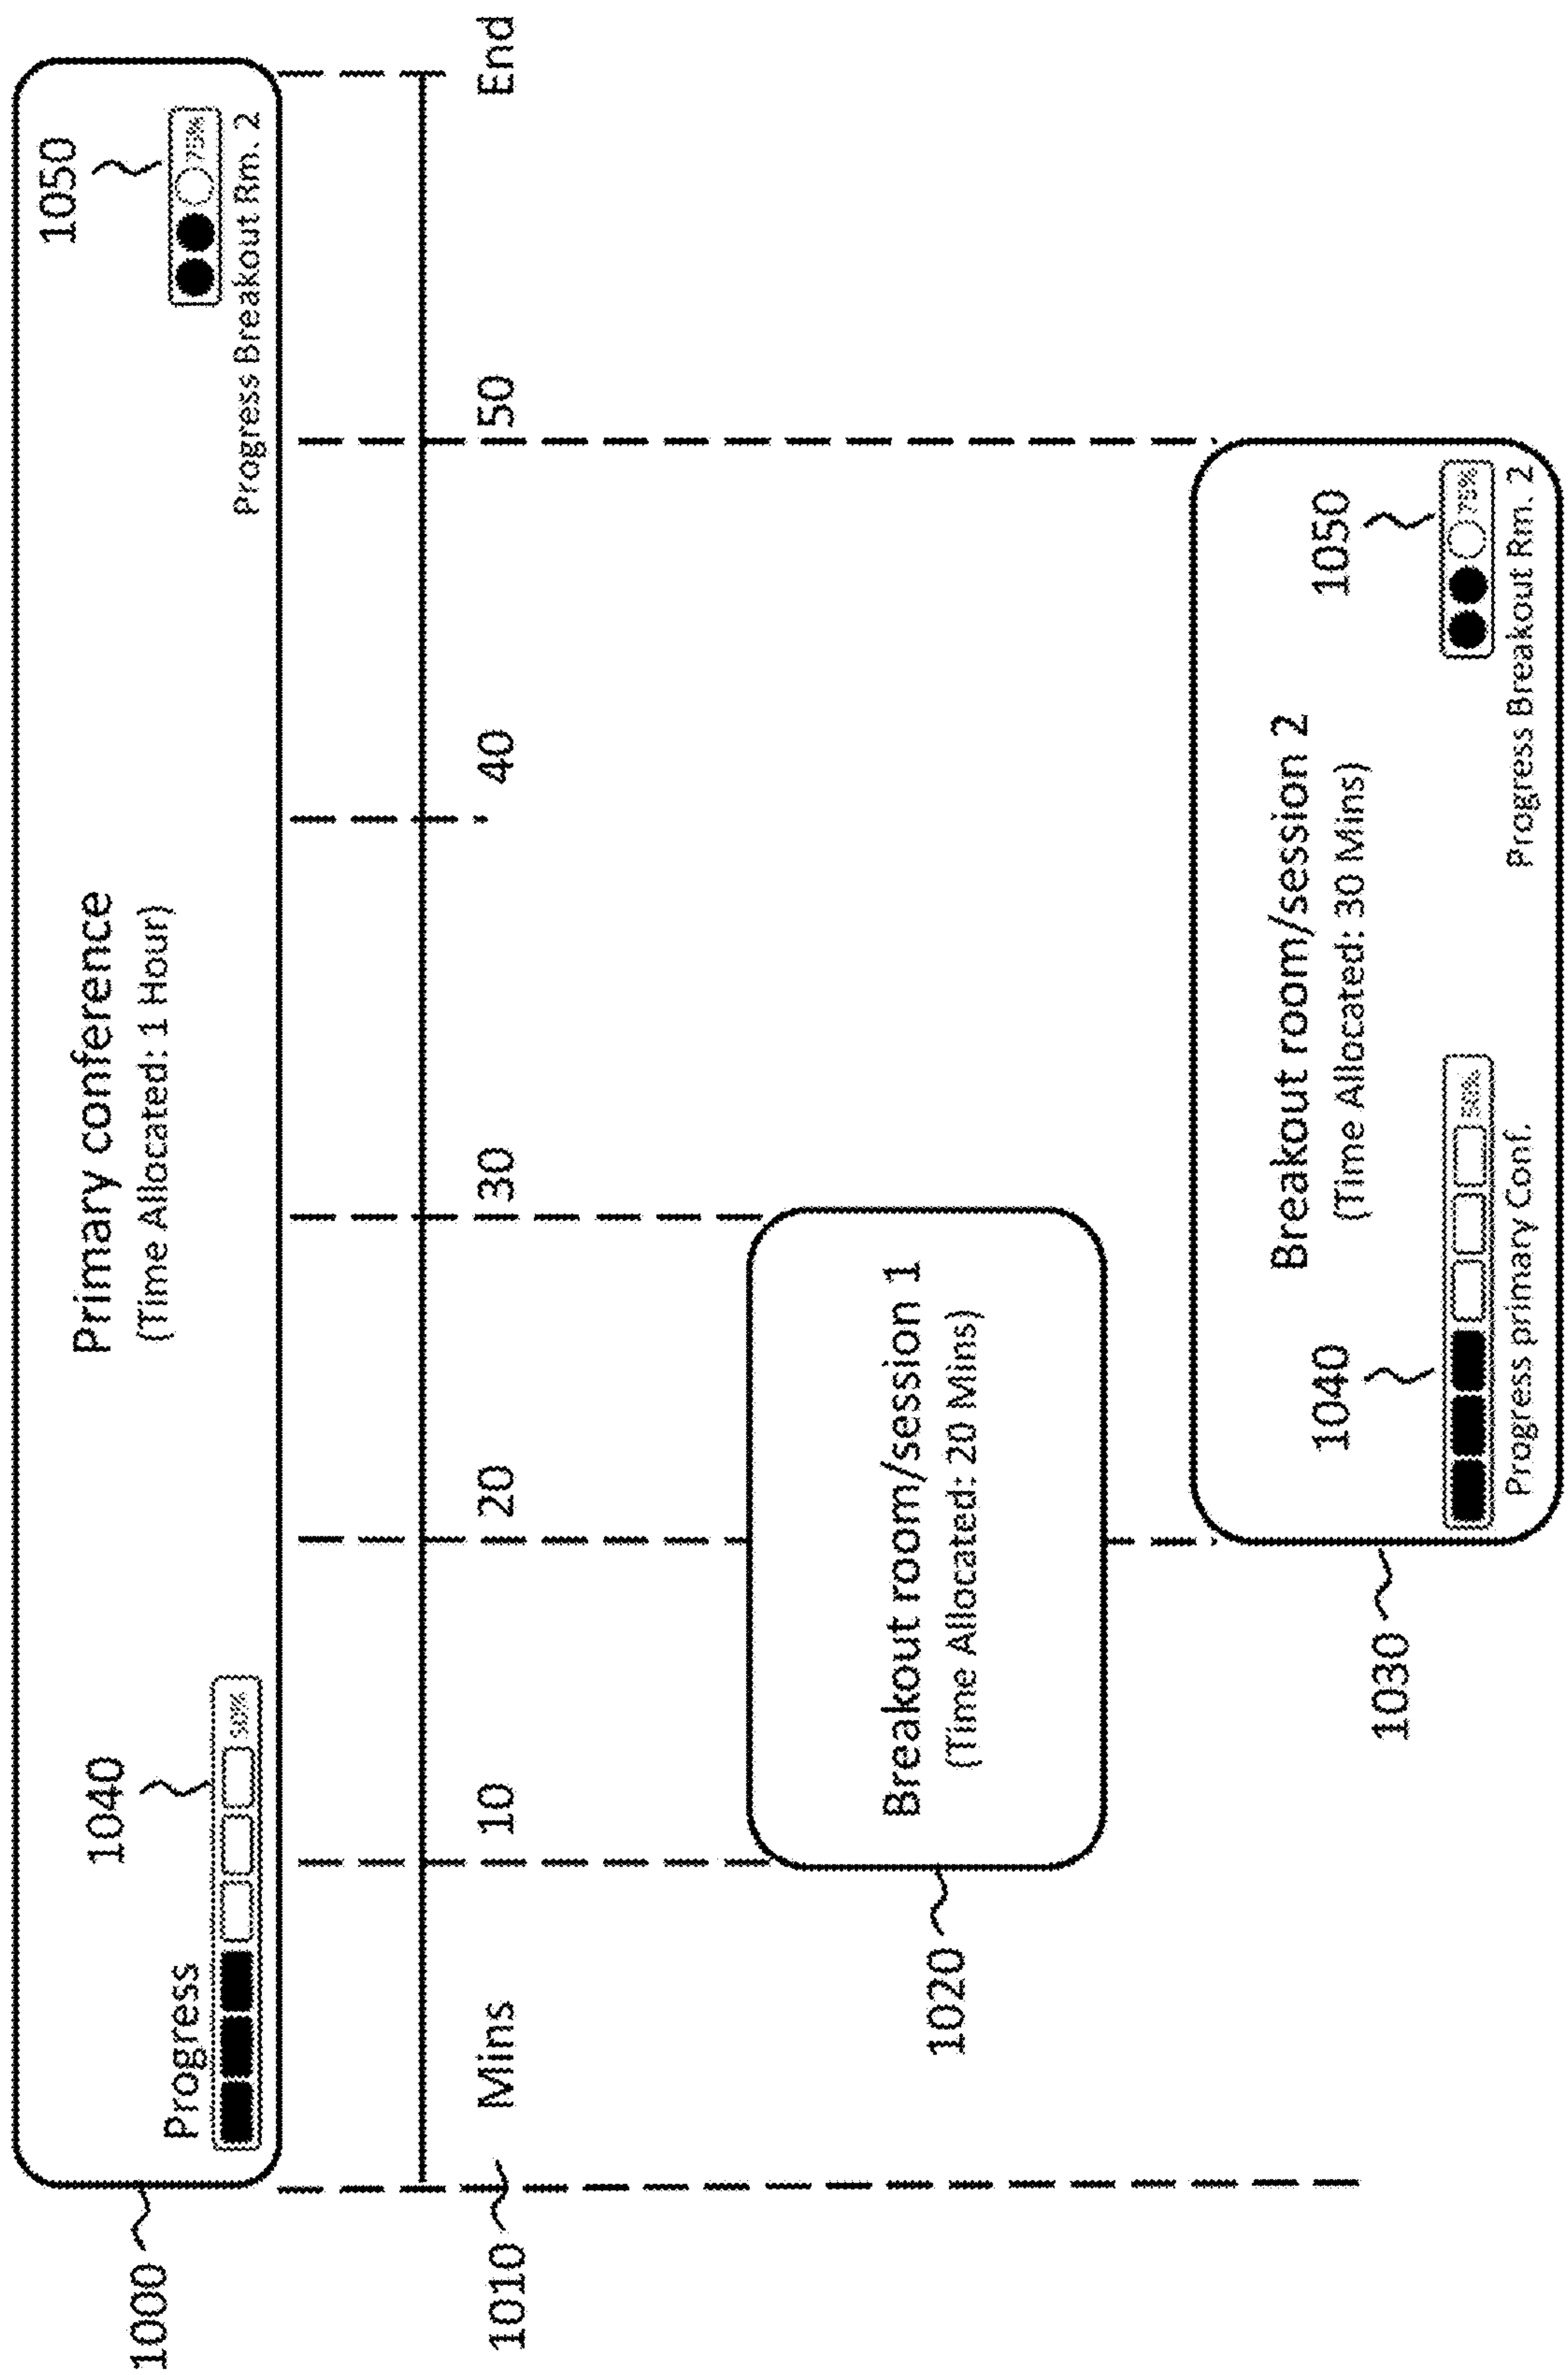 1000
Primary conference
(Time Allocated: 1 Hour)
Progress
1040
50%
1050
75%
Progress Breakout Rm. 2
1010
Mins
10
20
30
40
50
End
1020
Breakout room/session 1
(Time Allocated: 20 Mins)
1030
Breakout room/session 2
(Time Allocated: 30 Mins)
1040
50%
Progress primary Conf.
1050
75%
Progress Breakout Rm. 2